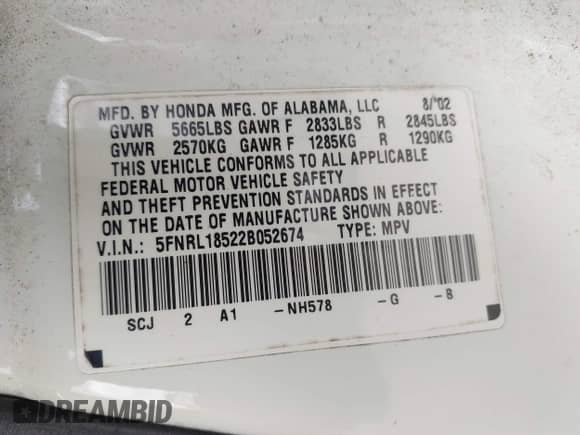 MFD. BY HONDA MFG. OF ALABAMA, LLC 8/02
GVWR 5665LBS GAWR F 2833LBS R 2845LBS
GVWR 2570KG GAWR F 1285KG R 1290KG
THIS VEHICLE CONFORMS TO ALL APPLICABLE
FEDERAL MOTOR VEHICLE SAFETY
AND THEFT PREVENTION STANDARDS IN EFFECT
ON THE DATE OF MANUFACTURE SHOWN ABOVE:
V.I.N.: 5FNRL18522B052674 TYPE: MPV
SCJ 2 A1 -NH578 -G -B
DREAMBID